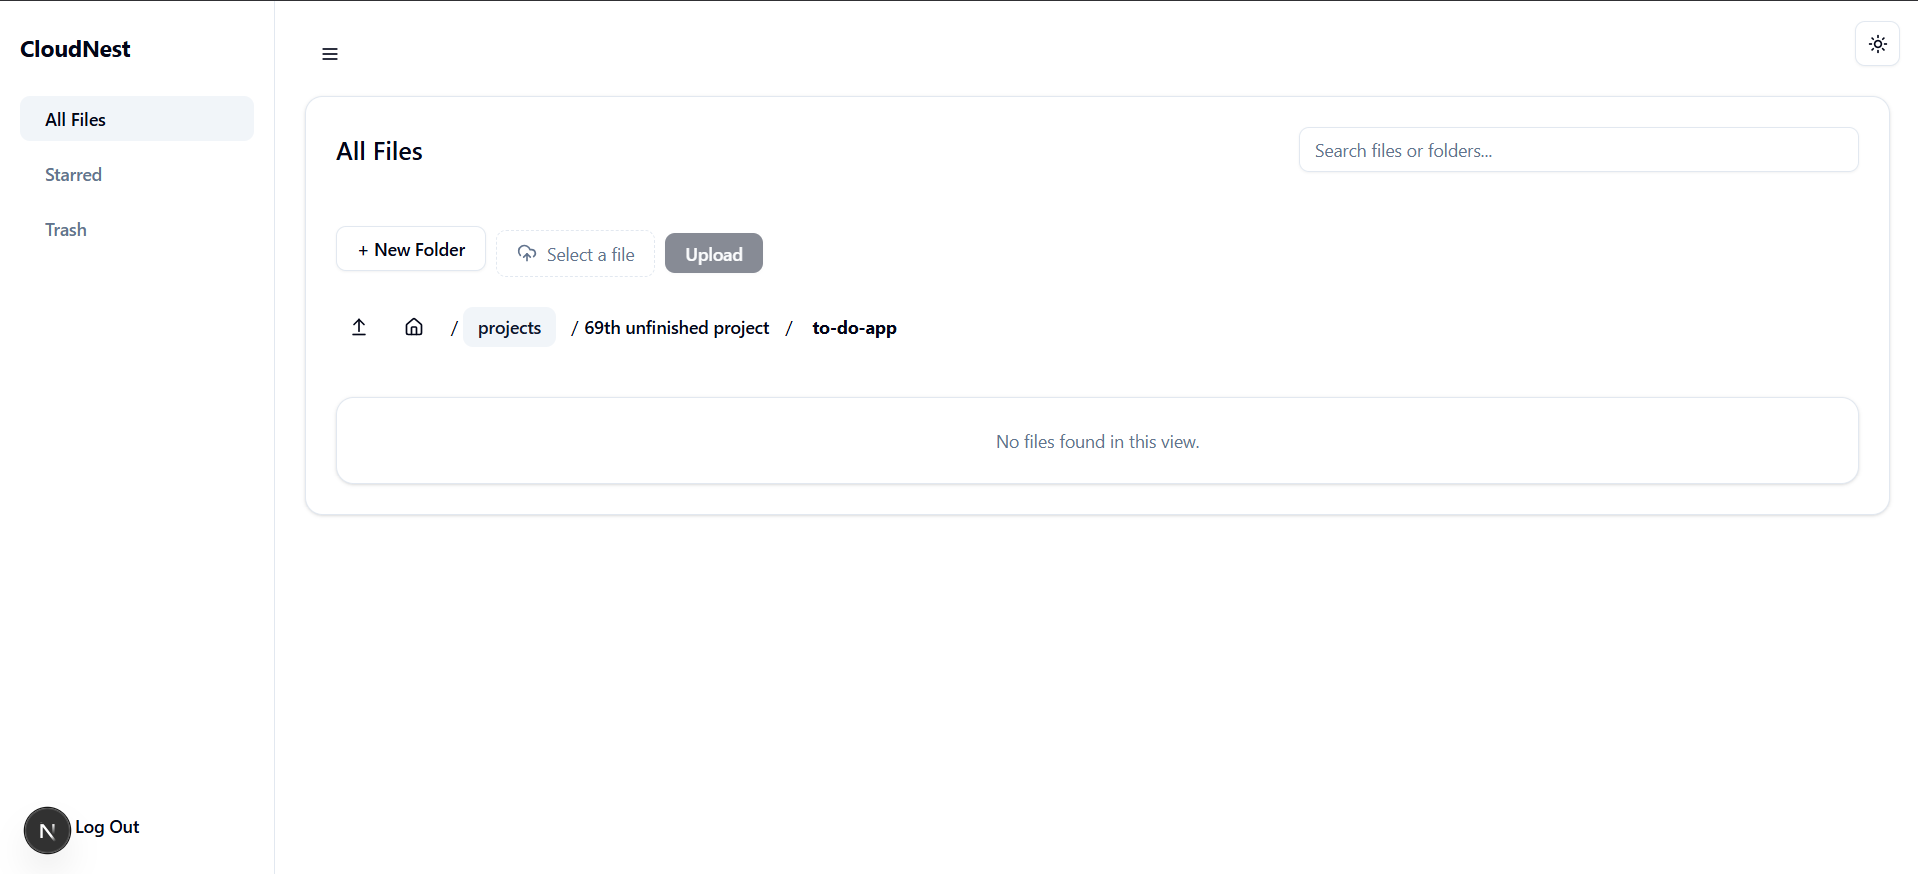 CloudNest
All Files
Starred
Trash
All Files
Search files or folders...
+ New Folder
Select a file
Upload
/ projects / 69th unfinished project / to-do-app
No files found in this view.
N Log Out